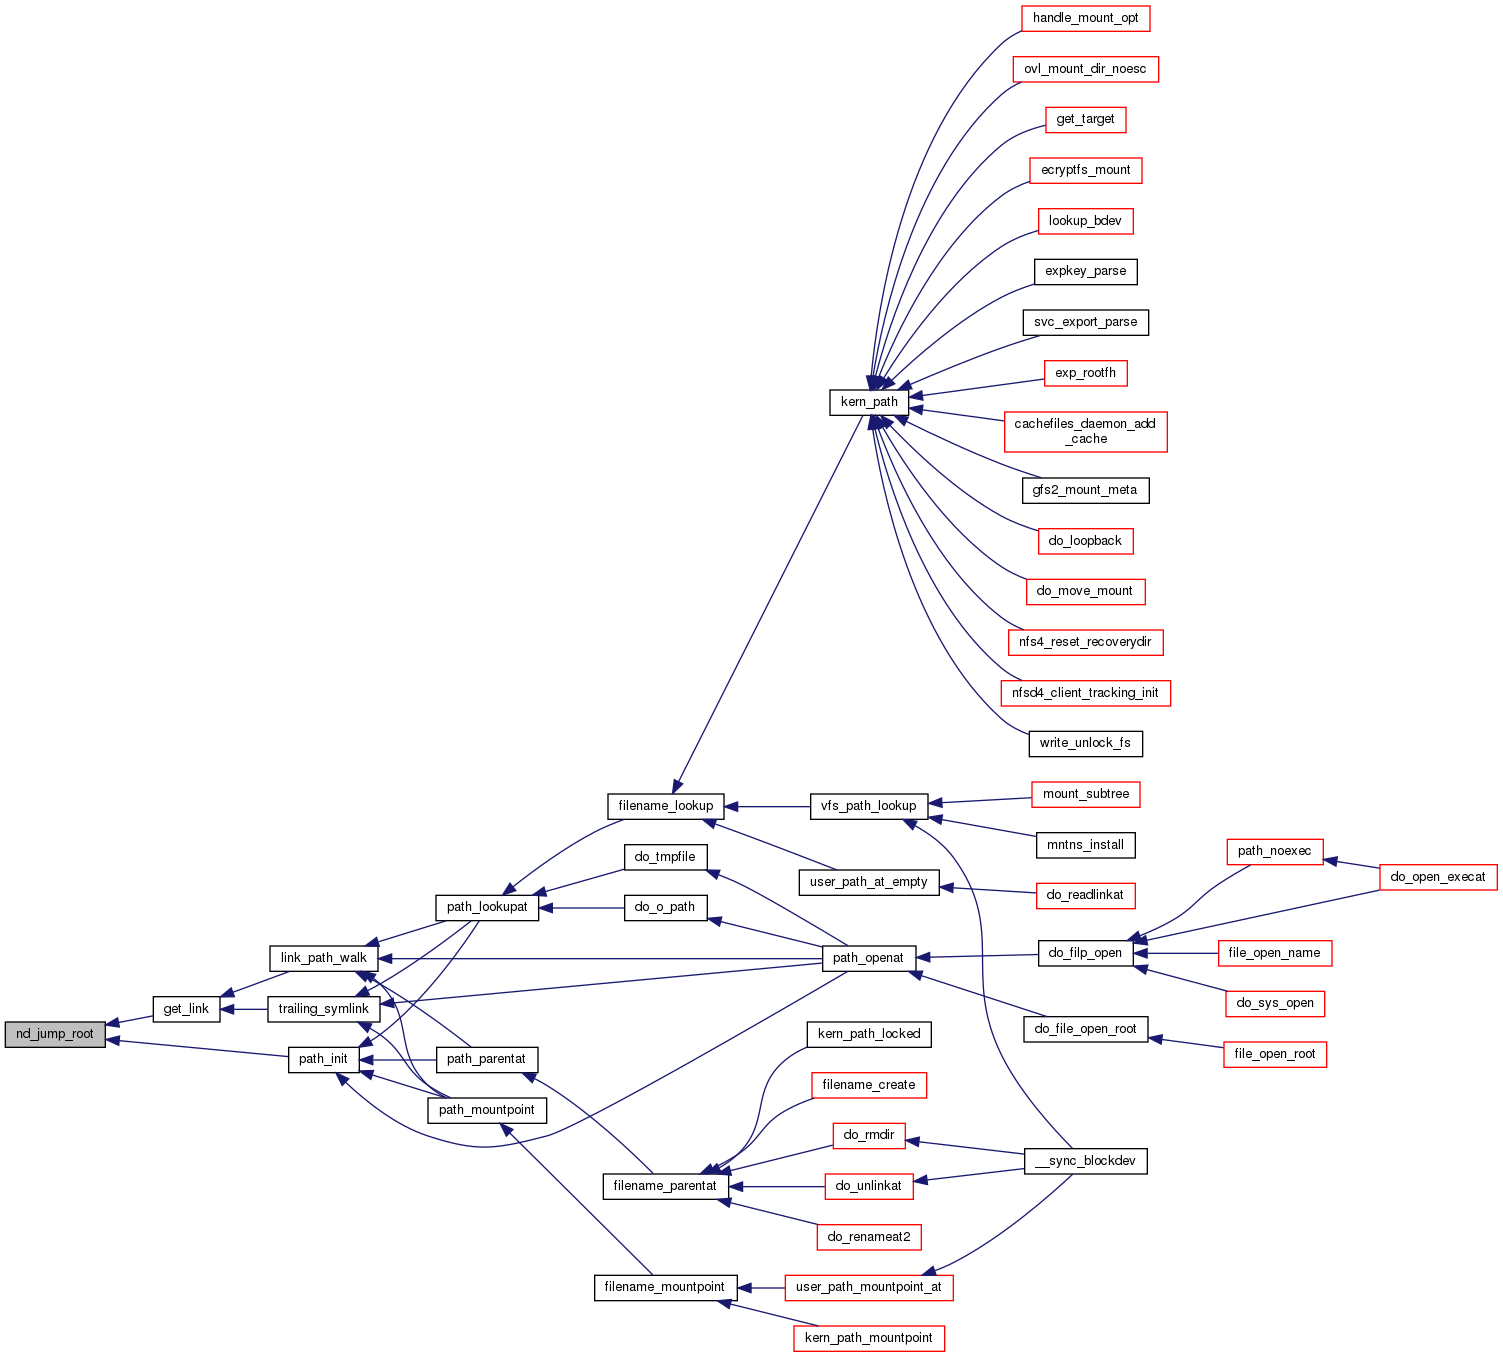 handle_mount_opt
ovl_mount_dir_noesc
get_target
ecryptfs_mount
lookup_bdev
expkey_parse
svc_export_parse
exp_rootfh
kern_path
cachefiles_daemon_add
_cache
gfs2_mount_meta
do_loopback
do_move_mount
nfs4_reset_recoverydir
nfsd4_client_tracking_init
write_unlock_fs
filename_lookup
vfs_path_lookup
mount_subtree
mntns_install
do_tmpfile
user_path_at_empty
do_readlinkat
path_noexec
do_open_execat
path_lookupat
do_o_path
link_path_walk
path_openat
do_filp_open
file_open_name
get_link
trailing_symlink
do_sys_open
nd_jump_root
path_init
path_parentat
kern_path_locked
do_file_open_root
file_open_root
path_mountpoint
filename_create
do_rmdir
__sync_blockdev
filename_parentat
do_unlinkat
do_renameat2
filename_mountpoint
user_path_mountpoint_at
kern_path_mountpoint